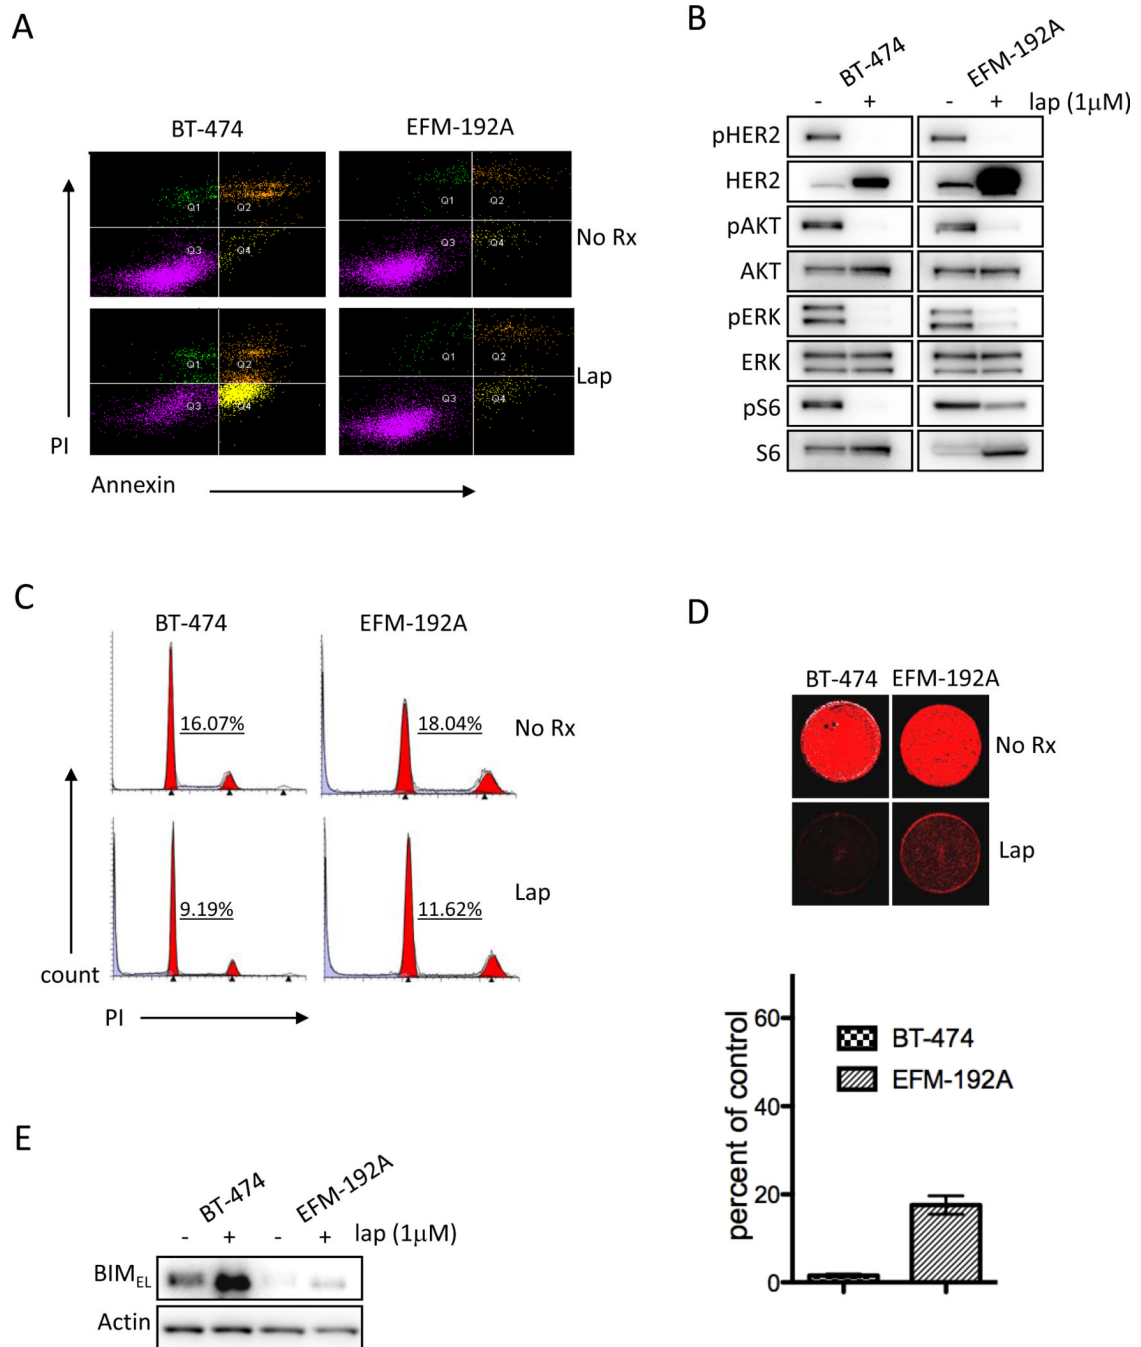 A
BT-474 EFM-192A
Q1 Q2 Q1 Q2
Q3 Q4 Q3 Q4
No Rx
Q1 Q2 Q1 Q2
Q3 Q4 Q3 Q4
Lap
PI
Annexin
B
BT-474 EFM-192A
- + - + lap (1μM)
pHER2
HER2
pAKT
AKT
pERK
ERK
pS6
S6
C
BT-474 EFM-192A
16.07% 18.04% No Rx
9.19% 11.62% Lap
count
PI
D
BT-474 EFM-192A
No Rx
Lap
percent of control
60
40
20
0
BT-474
EFM-192A
E
BT-474 EFM-192A
- + - + lap (1μM)
BIMEL
Actin